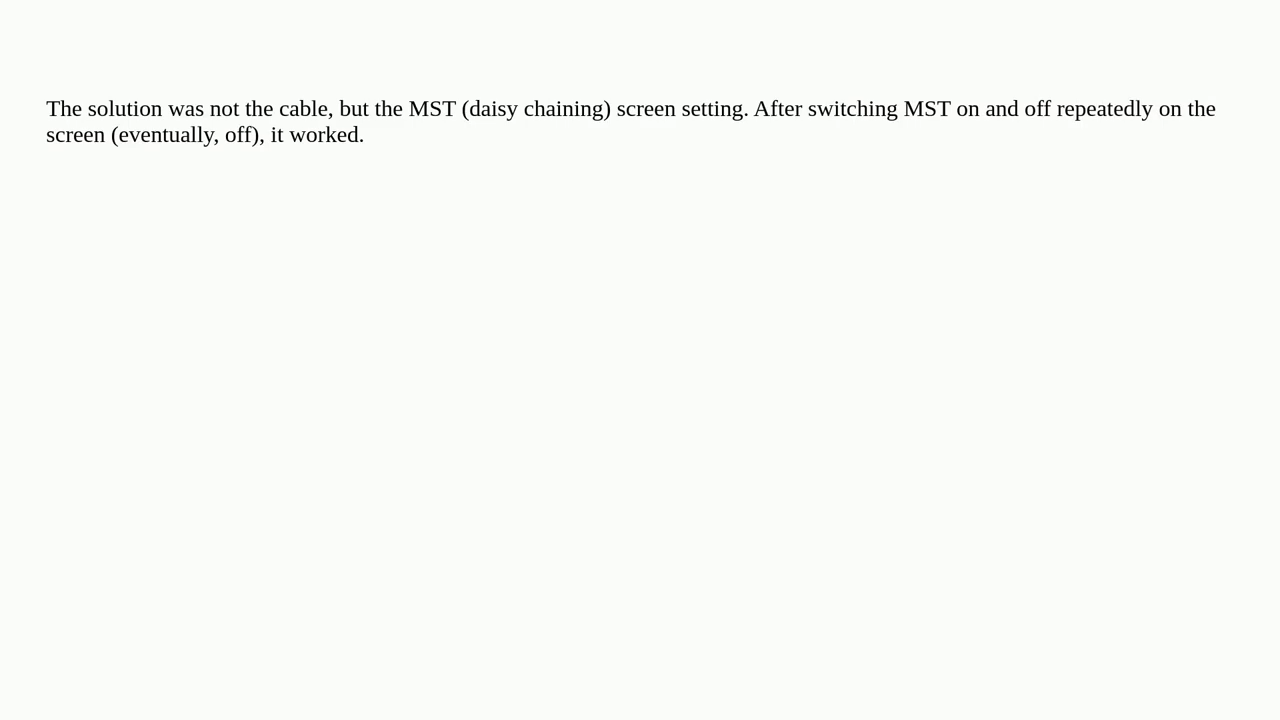 The solution was not the cable, but the MST (daisy chaining) screen setting. After switching MST on and off repeatedly on the
screen (eventually, off), it worked.